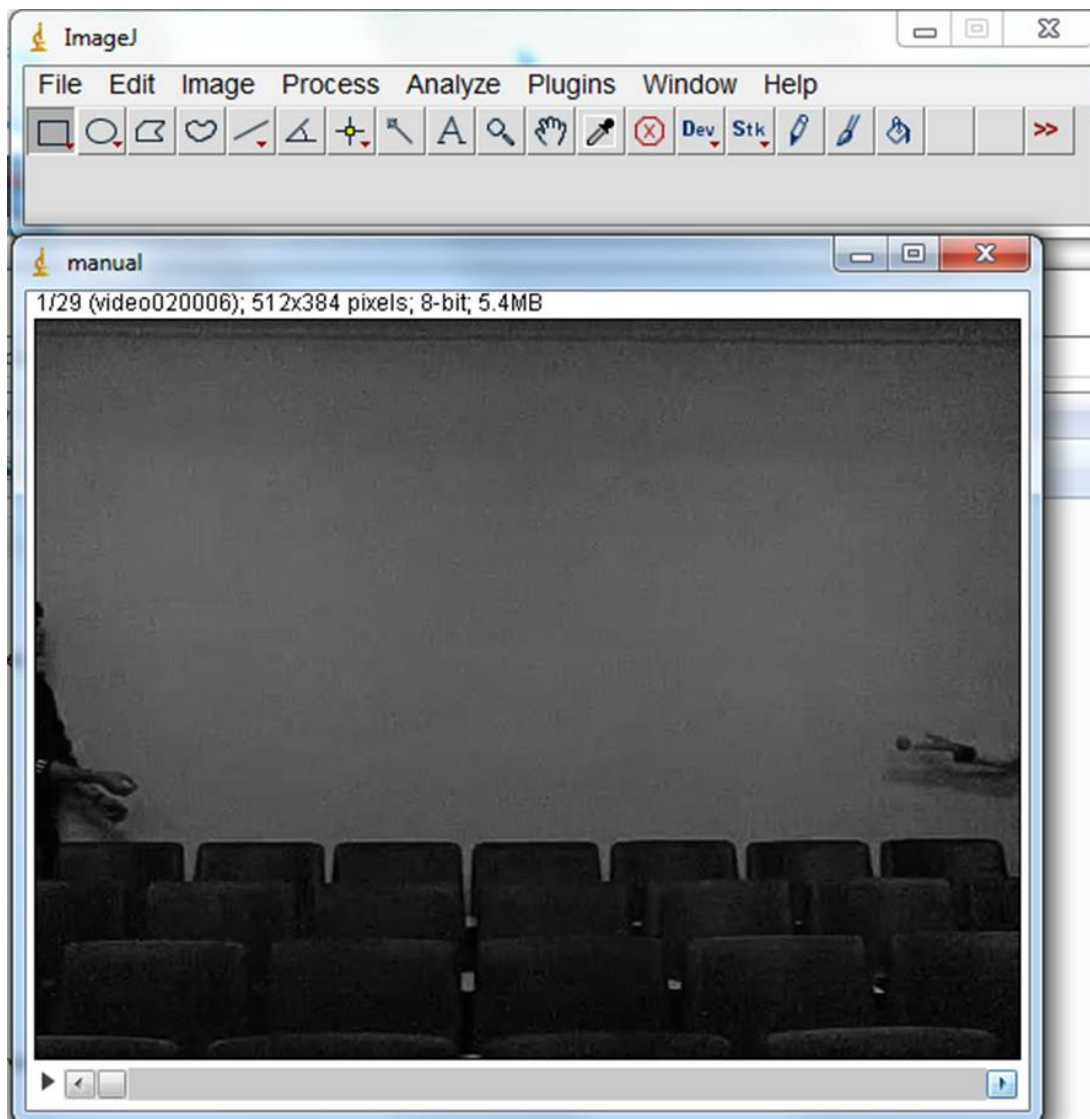 ImageJ
File Edit Image Process Analyze Plugins Window Help
A Dev Stk >>
manual
1/29 (video020006); 512x384 pixels; 8-bit; 5.4MB